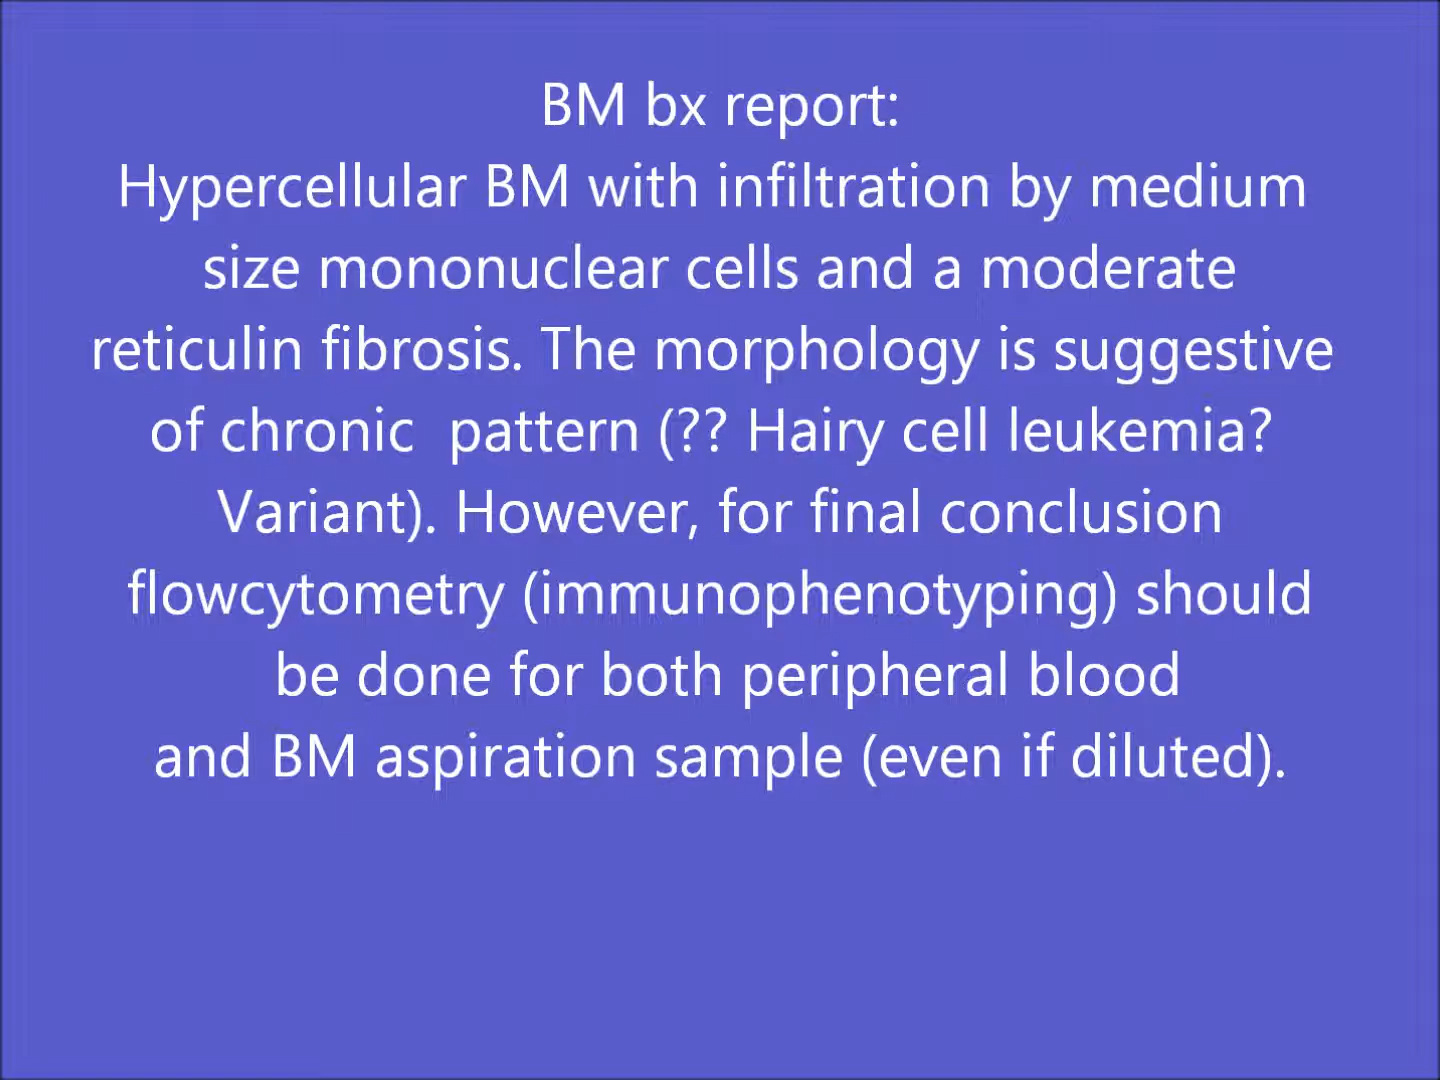 BM bx report:
Hypercellular BM with infiltration by medium
size mononuclear cells and a moderate
reticulin fibrosis. The morphology is suggestive
of chronic  pattern (?? Hairy cell leukemia?
Variant). However, for final conclusion
flowcytometry (immunophenotyping) should
be done for both peripheral blood
and BM aspiration sample (even if diluted).